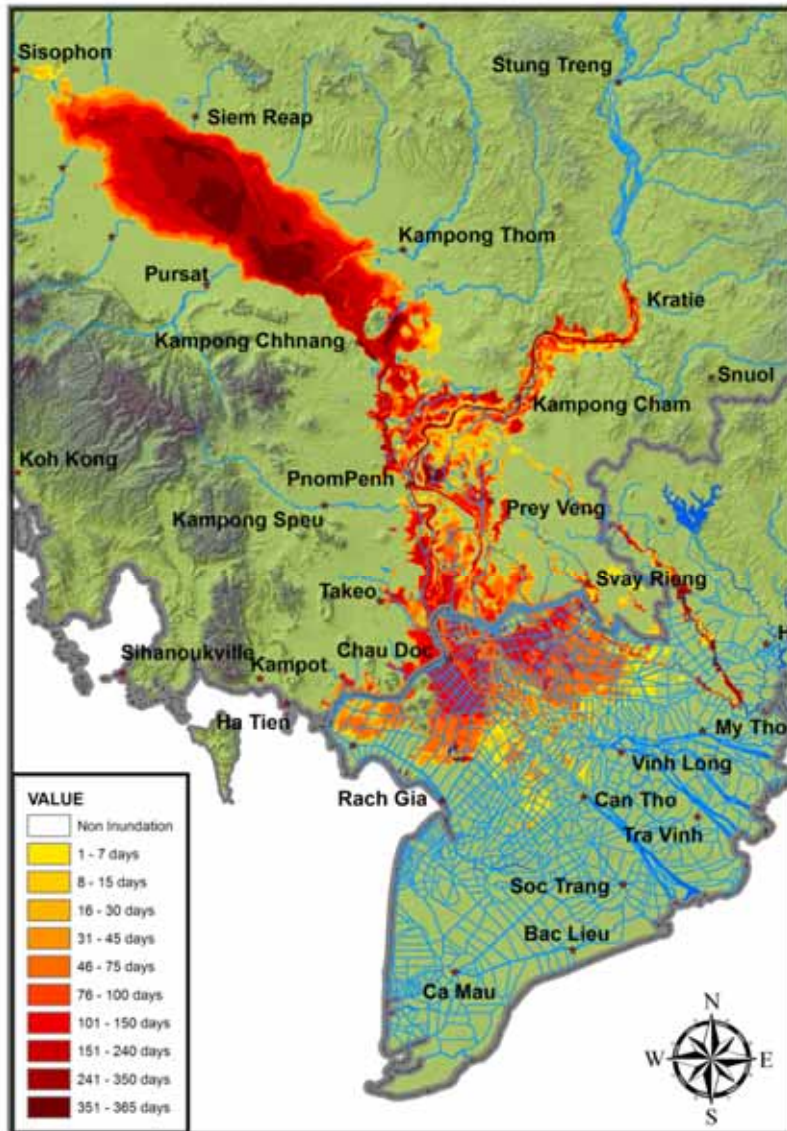 Sisophon
Stung Treng
Siem Reap
Kampong Thom
Pursat
Kratie
Kampong Chhnang
Snuol
Kampong Cham
Koh Kong
PnomPenh
Prey Veng
Kampong Speu
Svay Rieng
Takeo
Chau Doc
H
Sihanoukville
Kampot
Ha Tien
My Tho
Vinh Long
Rach Gia
Can Tho
Tra Vinh
Soc Trang
Bac Lieu
Ca Mau
VALUE
Non Inundation
1 - 7 days
8 - 15 days
16 - 30 days
31 - 45 days
46 - 75 days
76 - 100 days
101 - 150 days
151 - 240 days
241 - 350 days
351 - 365 days
N
W E
S